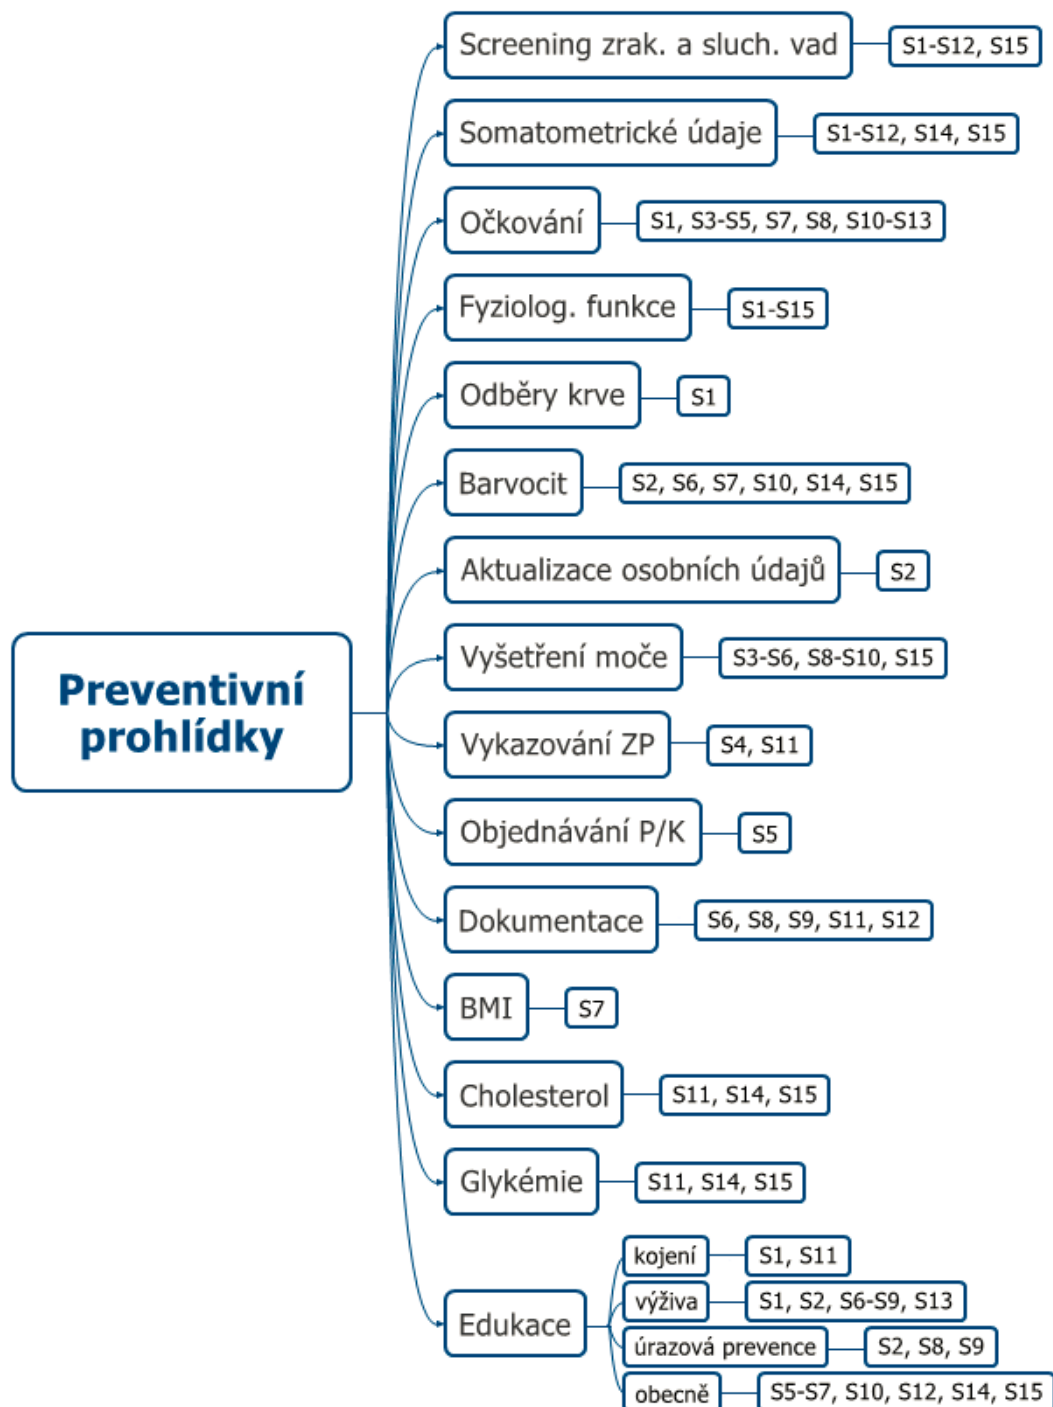 Screening zrak. a sluch. vad
S1-S12, S15
Somatometrické údaje
S1-S12, S14, S15
Očkování
S1, S3-S5, S7, S8, S10-S13
Fyziolog. funkce
S1-S15
Odběry krve
S1
Barvocit
S2, S6, S7, S10, S14, S15
Aktualizace osobních údajů
S2
Preventivní
prohlídky
Vyšetření moče
S3-S6, S8-S10, S15
Vykazování ZP
S4, S11
Objednávání P/K
S5
Dokumentace
S6, S8, S9, S11, S12
BMI
S7
Cholesterol
S11, S14, S15
Glykémie
S11, S14, S15
Edukace
kojení
S1, S11
výživa
S1, S2, S6-S9, S13
úrazová prevence
S2, S8, S9
obecně
S5-S7, S10, S12, S14, S15